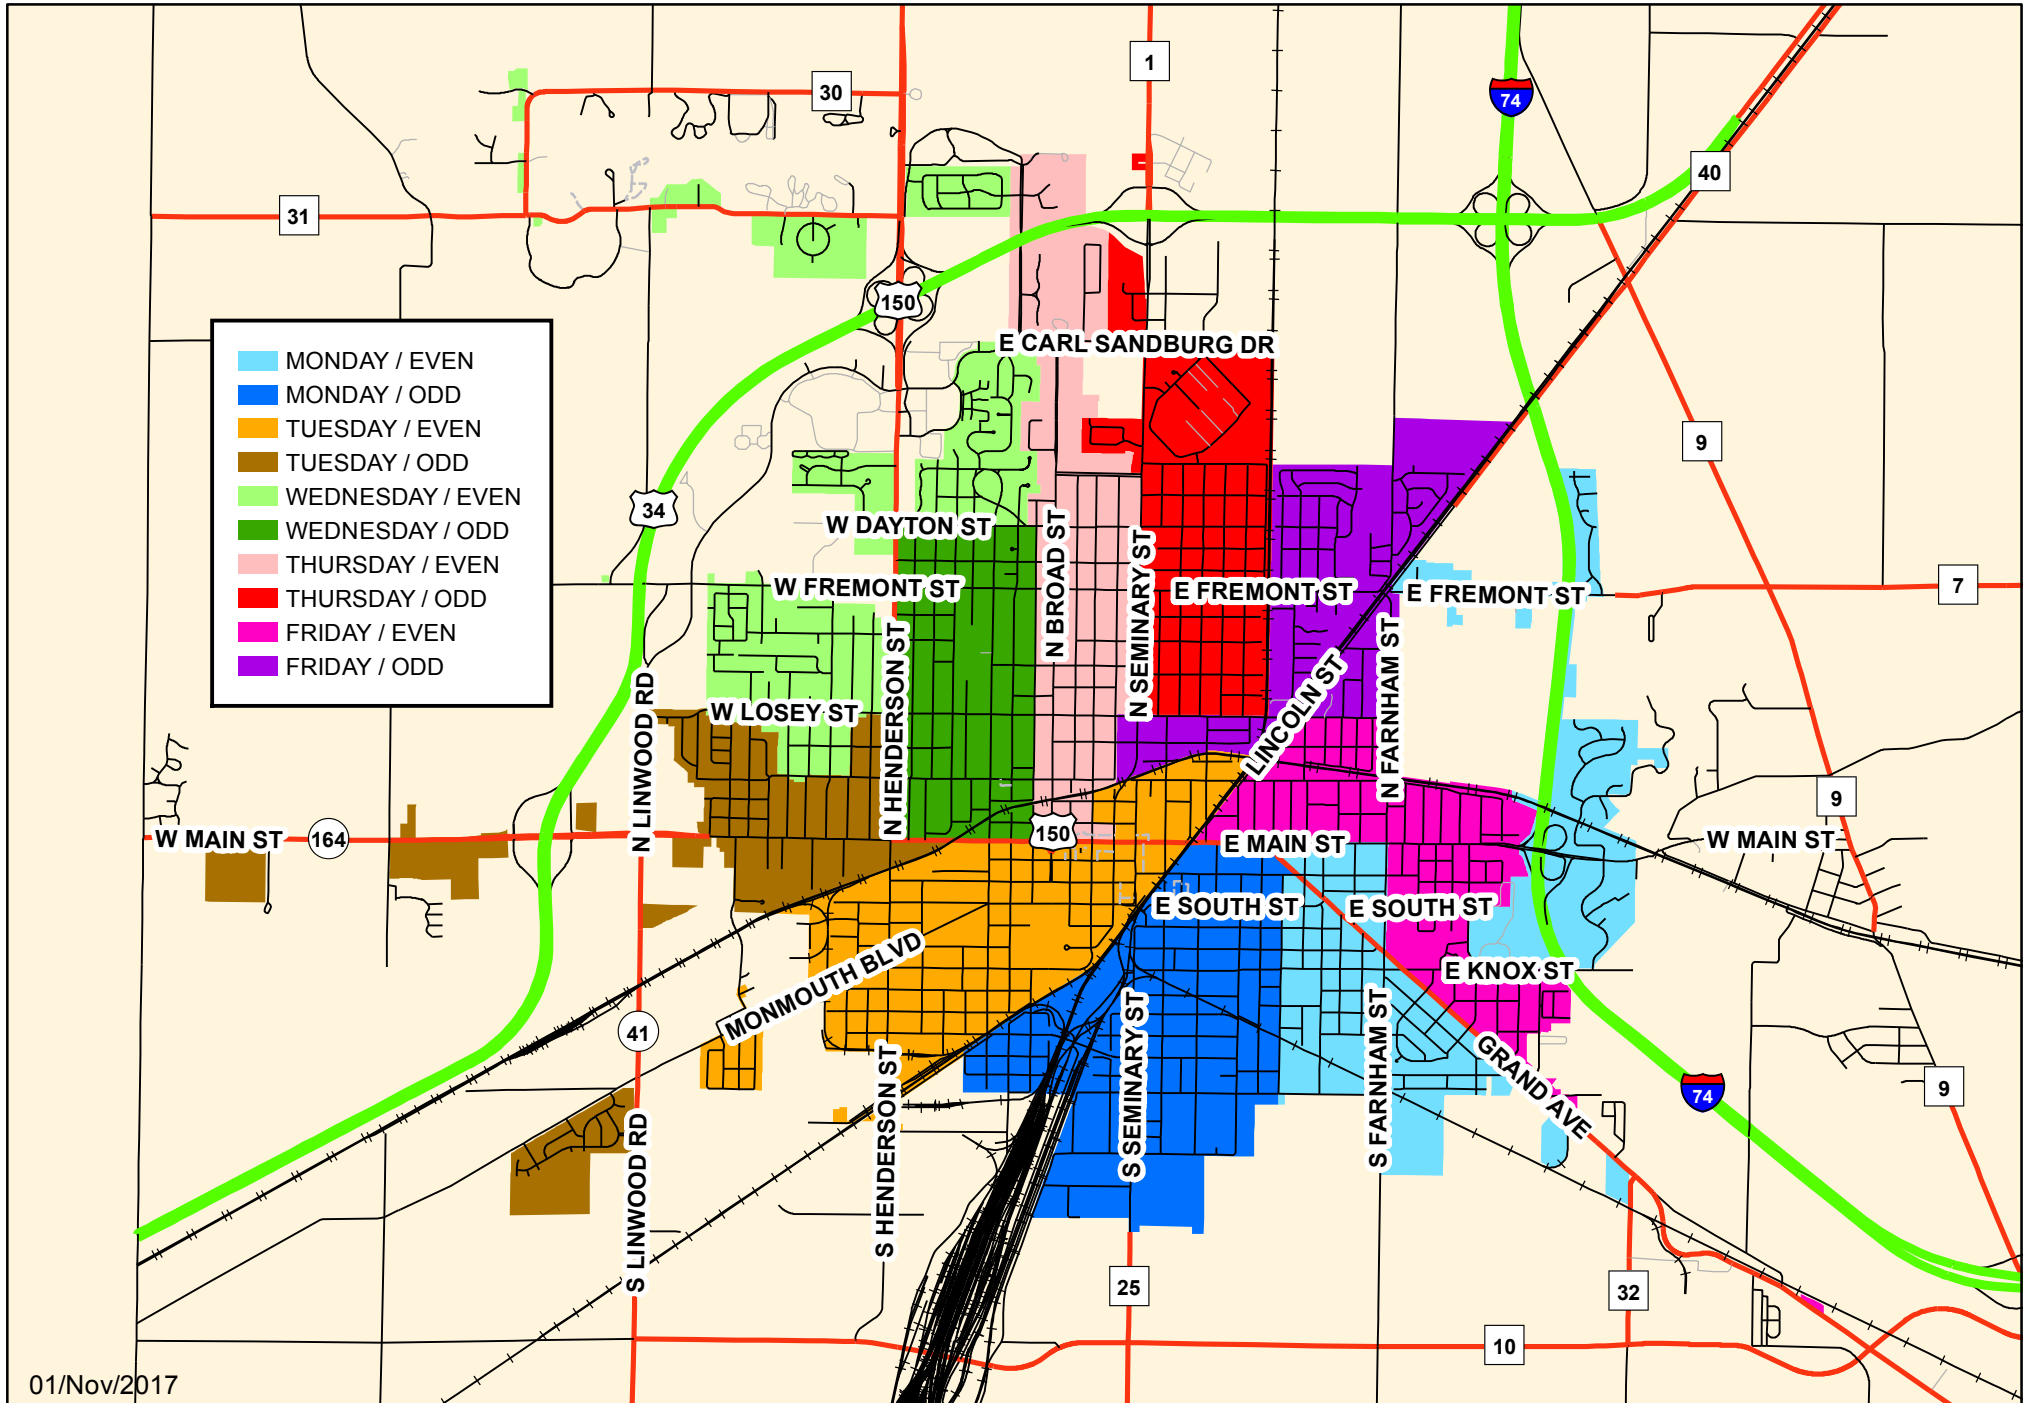 30
1
74
40
31
150
E CARL SANDBURG DR
MONDAY / EVEN
MONDAY / ODD
TUESDAY / EVEN
TUESDAY / ODD
WEDNESDAY / EVEN
WEDNESDAY / ODD
THURSDAY / EVEN
THURSDAY / ODD
FRIDAY / EVEN
FRIDAY / ODD
9
34
W DAYTON ST
N BROAD ST
N SEMINARY ST
W FREMONT ST
E FREMONT ST
E FREMONT ST
7
N HENDERSON ST
N FARNHAM ST
LINCOLN ST
N LINWOOD RD
W LOSEY ST
9
W MAIN ST
164
150
E MAIN ST
W MAIN ST
E SOUTH ST
E SOUTH ST
MONMOUTH BLVD
E KNOX ST
41
S HENDERSON ST
S SEMINARY ST
S FARNHAM ST
GRAND AVE
74
9
S LINWOOD RD
25
32
10
01/Nov/2017